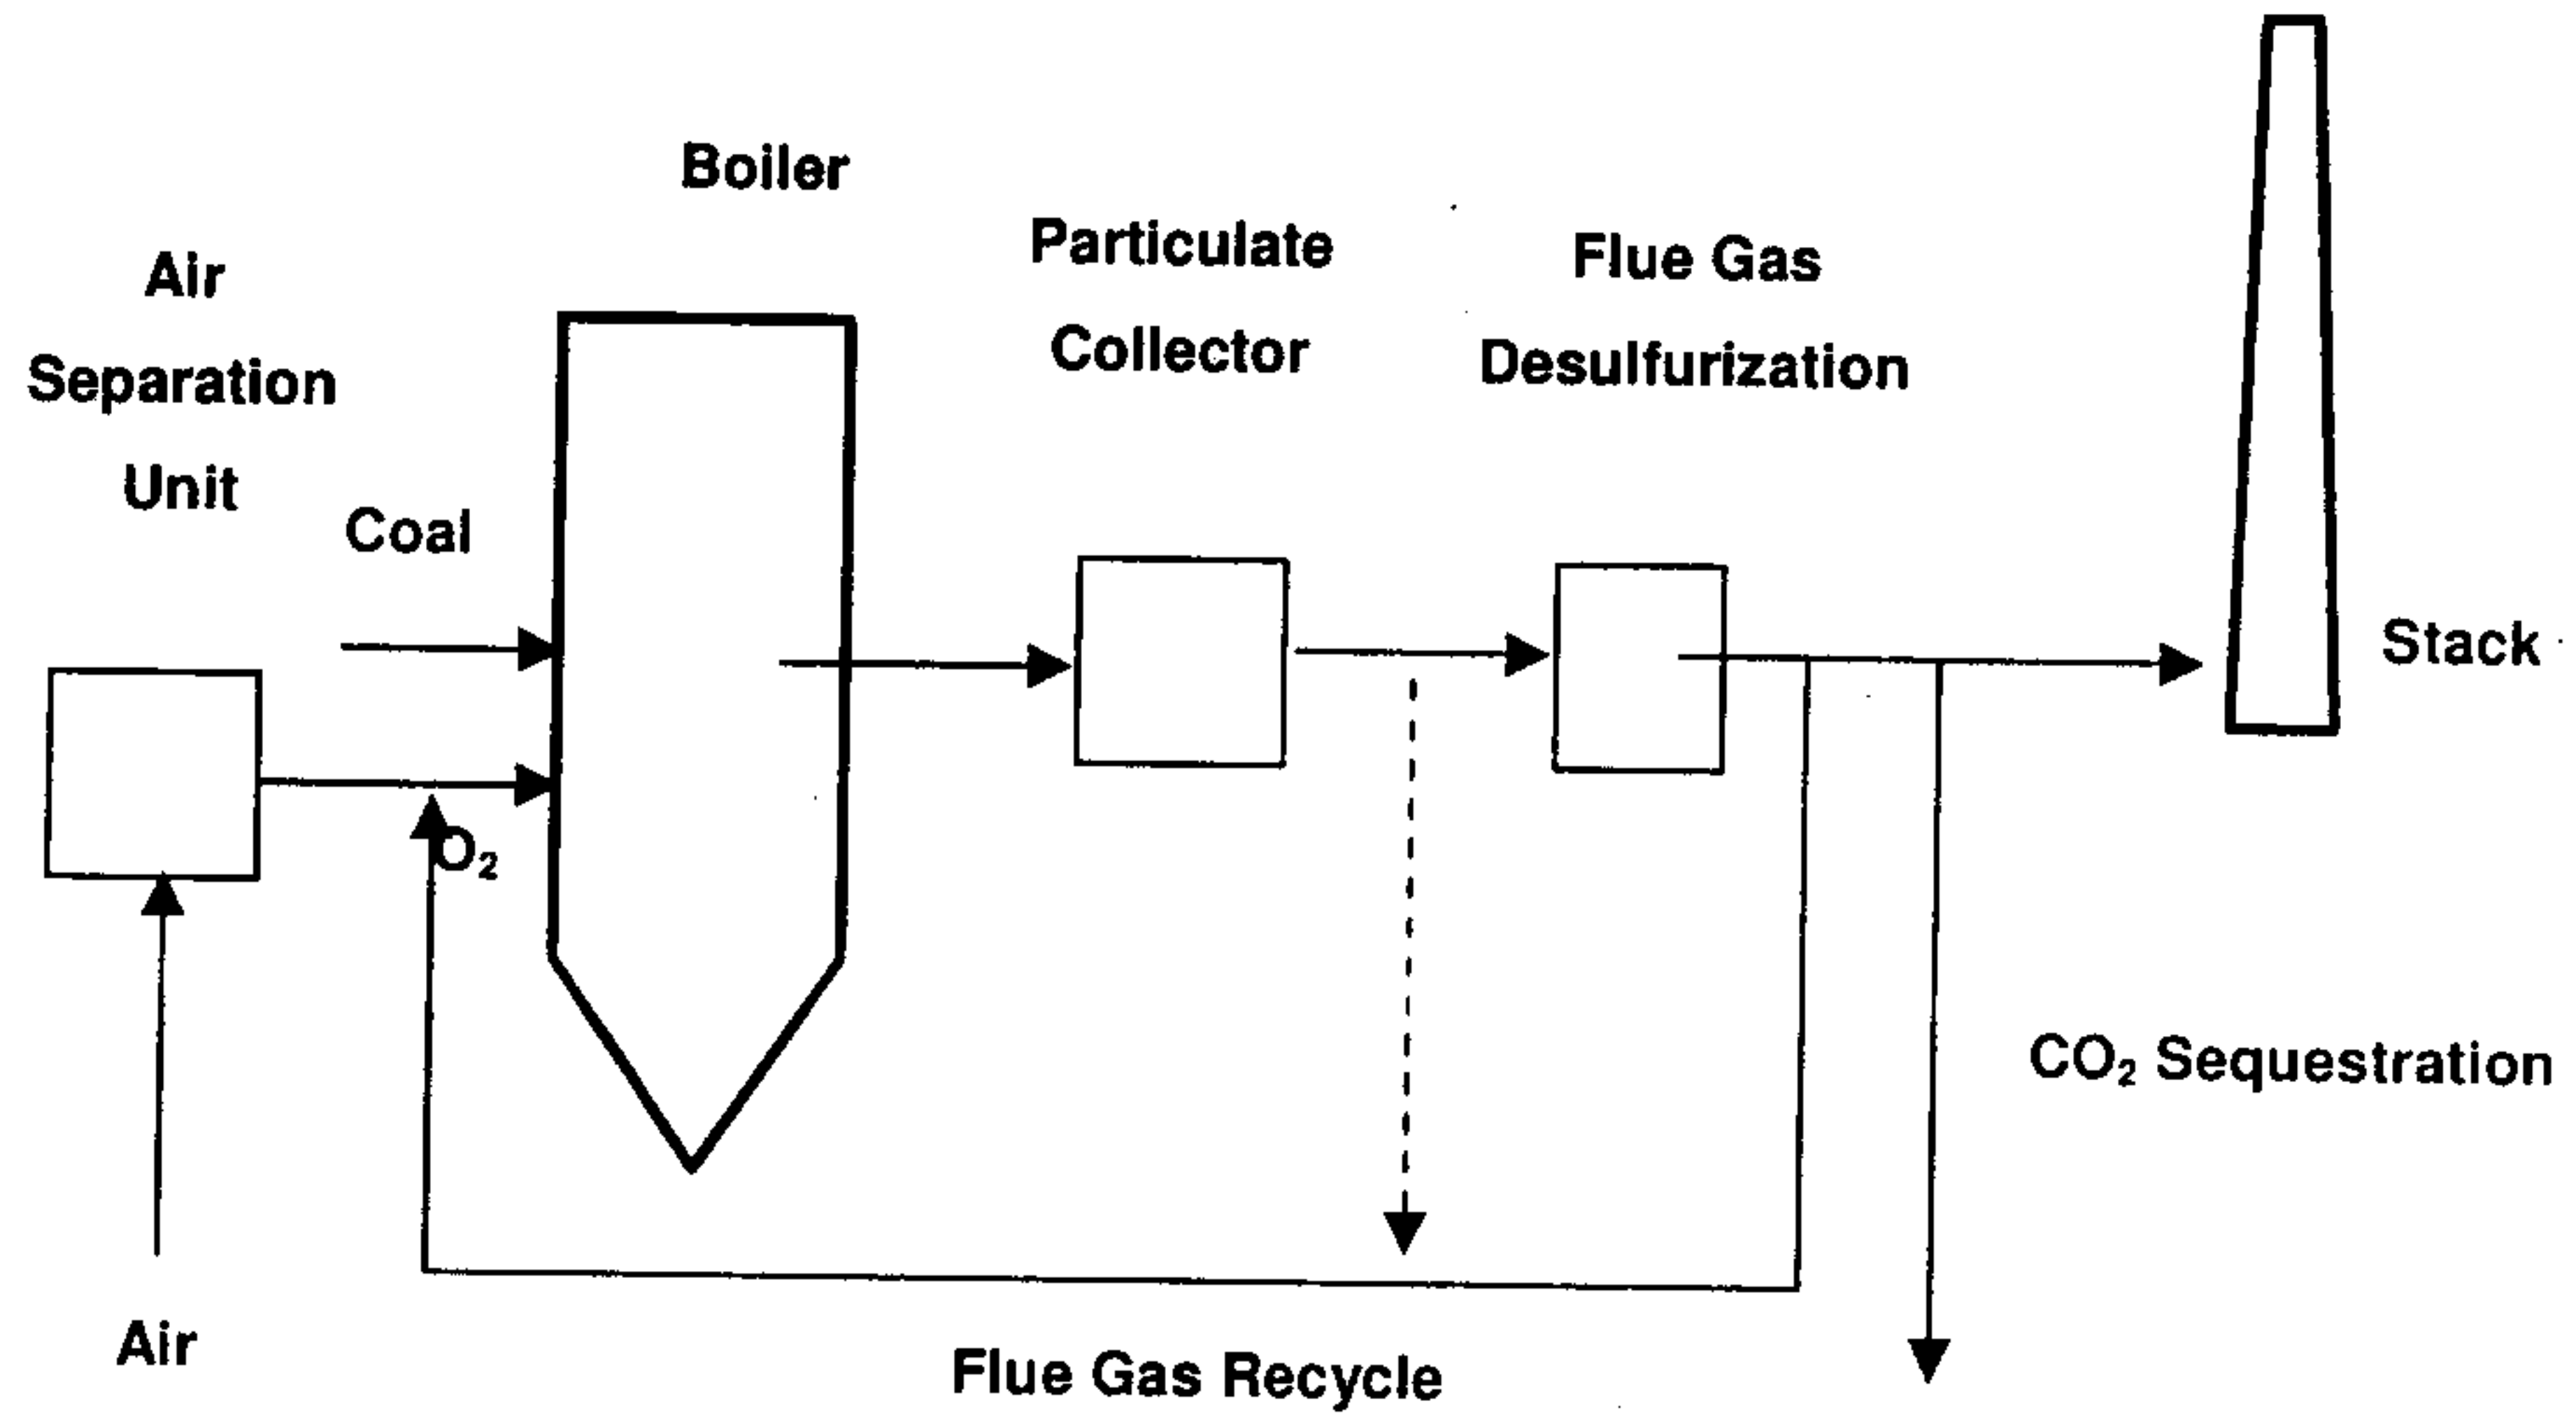 Boiler
Air
Separation
Unit
Particulate
Collector
Flue Gas
Desulfurization
Coal
Stack
O₂
CO₂ Sequestration
Air
Flue Gas Recycle